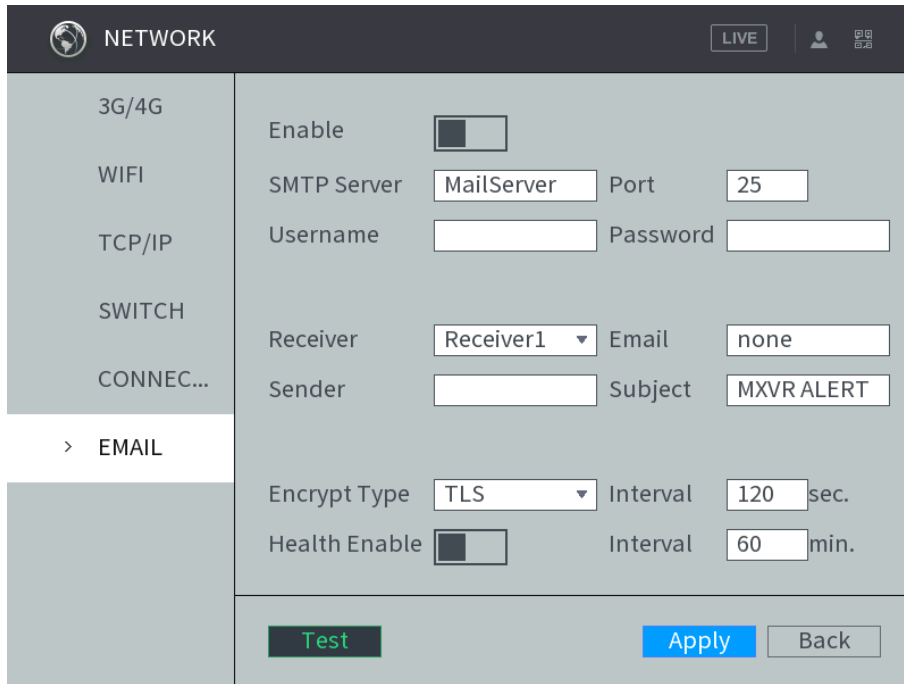 NETWORK
LIVE
3G/4G
WIFI
TCP/IP
SWITCH
CONNEC...
> EMAIL
Enable
SMTP Server MailServer Port 25
Username Password
Receiver Receiver1 Email none
Sender Subject MXVR ALERT
Encrypt Type TLS Interval 120 sec.
Health Enable Interval 60 min.
Test Apply Back